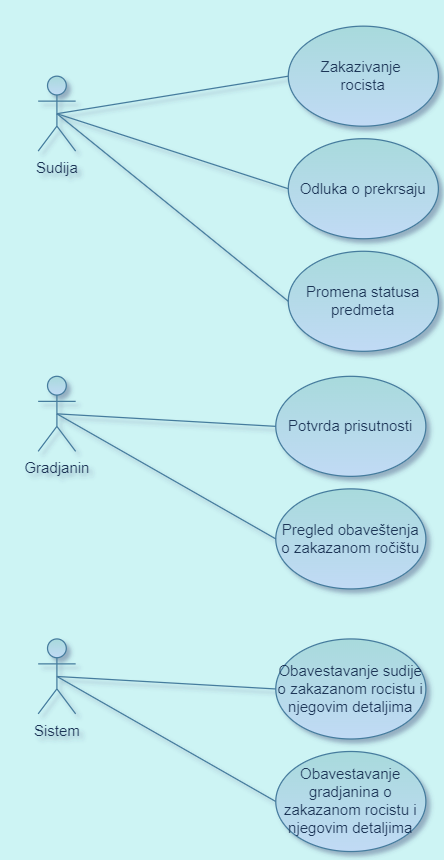 Zakazivanje
rocista
Sudija
Odluka o prekrsaju
Promena statusa
predmeta
Potvrda prisutnosti
Gradjanin
Pregled obaveštenja
o zakazanom ročištu
Obavestavanje sudije
o zakazanom rocistu i
njegovim detaljima
Sistem
Obavestavanje
gradjanina o
zakazanom rocistu i
njegovim detaljima